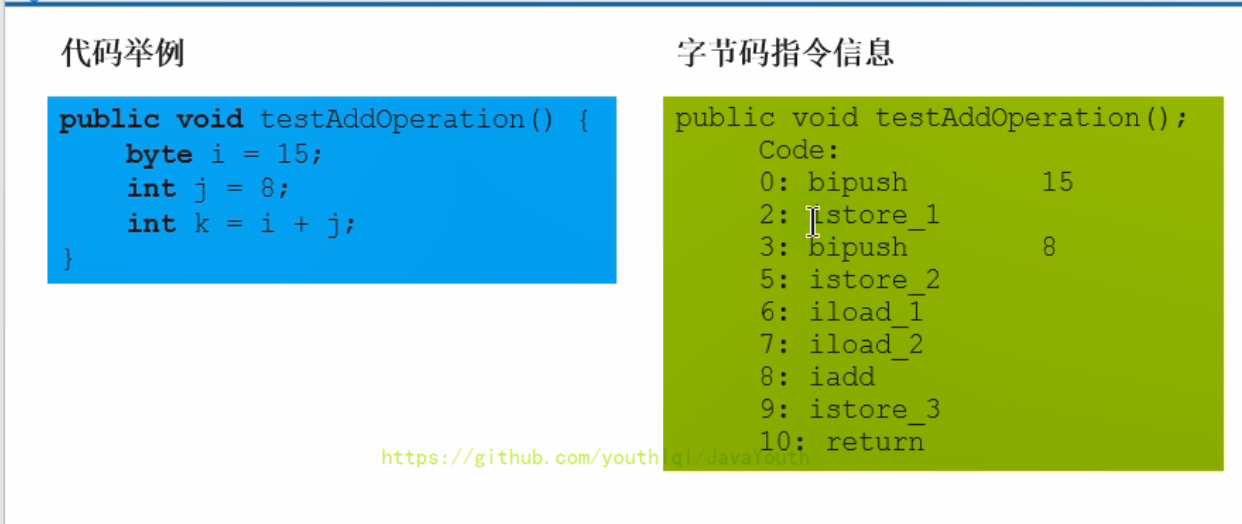 代码举例
public void testAddOperation() {
byte i = 15;
int j = 8;
int k = i + j;
}
字节码指令信息
public void testAddOperation();
Code:
0: bipush 15
2: istore_1
3: bipush 8
5: istore_2
6: iload_1
7: iload_2
8: iadd
9: istore_3
10: return
https://github.com/youthlql/JavaYouth